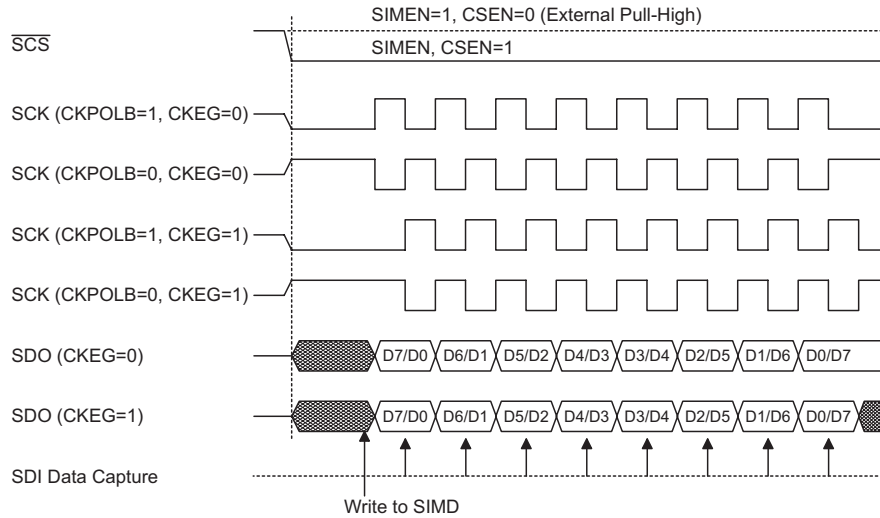 SIMEN=1, CSEN=0 (External Pull-High)
SCS
SIMEN, CSEN=1
SCK (CKPOLB=1, CKEG=0)
SCK (CKPOLB=0, CKEG=0)
SCK (CKPOLB=1, CKEG=1)
SCK (CKPOLB=0, CKEG=1)
SDO (CKEG=0) D7/D0 D6/D1 D5/D2 D4/D3 D3/D4 D2/D5 D1/D6 D0/D7
SDO (CKEG=1) D7/D0 D6/D1 D5/D2 D4/D3 D3/D4 D2/D5 D1/D6 D0/D7
SDI Data Capture
Write to SIMD